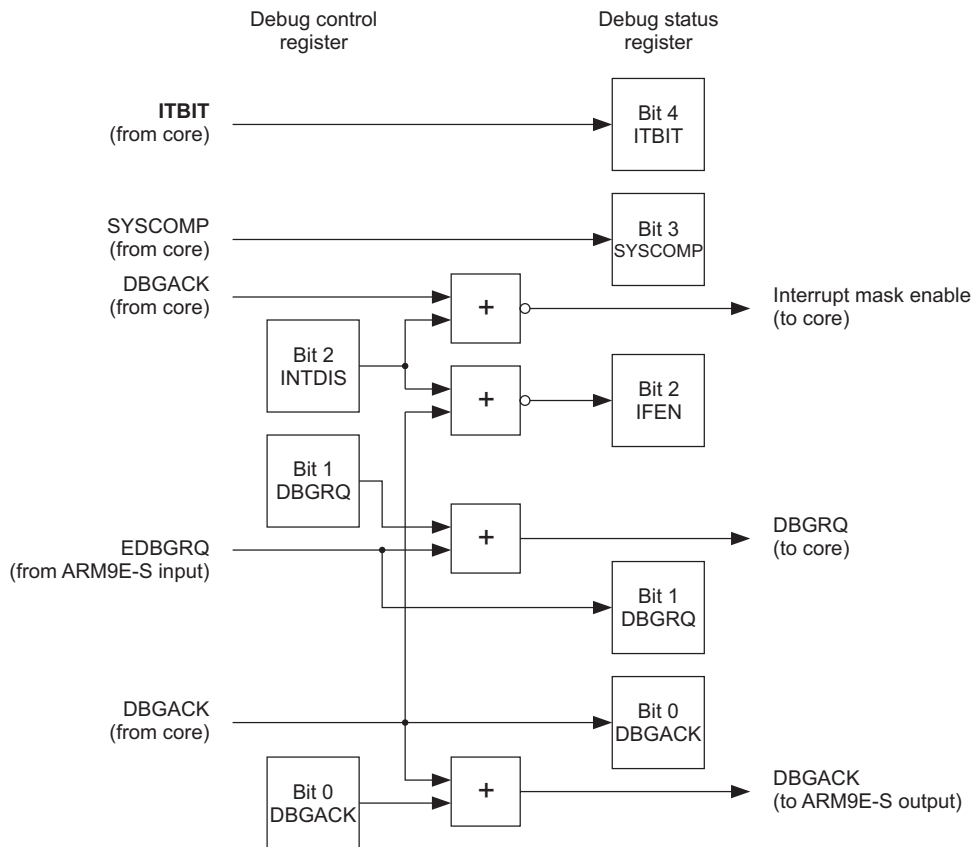 Debug control
register
Debug status
register
ITBIT
(from core)
Bit 4
ITBIT
SYSCOMP
(from core)
Bit 3
SYSCOMP
DBGACK
(from core)
+
Interrupt mask enable
(to core)
Bit 2
INTDIS
+
Bit 2
IFEN
Bit 1
DBGRQ
EDBGRQ
(from ARM9E-S input)
+
DBGRQ
(to core)
Bit 1
DBGRQ
DBGACK
(from core)
Bit 0
DBGACK
Bit 0
DBGACK
+
DBGACK
(to ARM9E-S output)